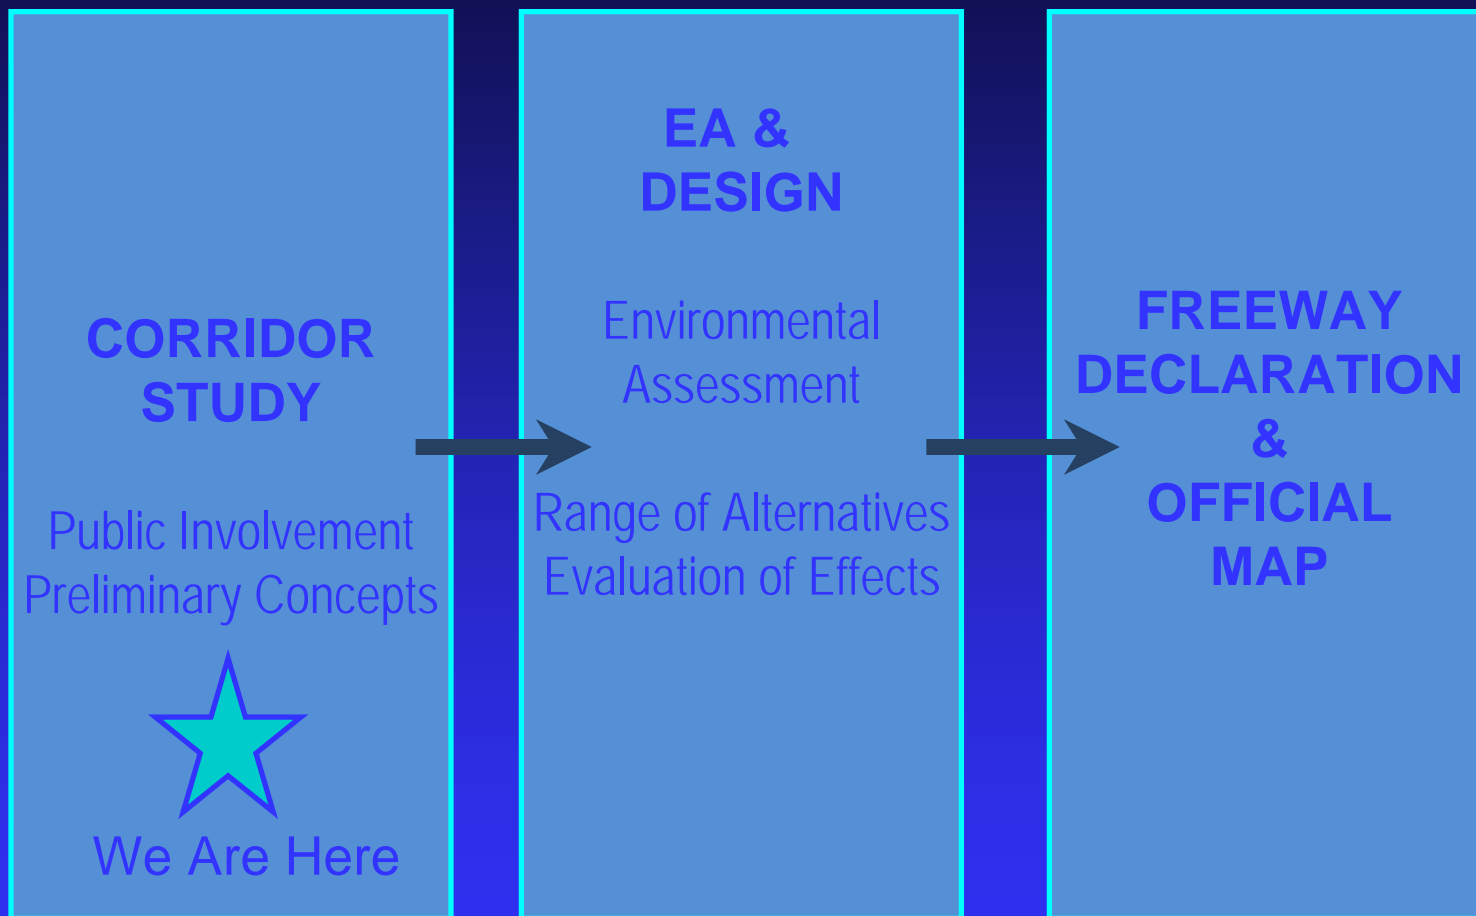 CORRIDOR
STUDY
Public Involvement
Preliminary Concepts
We Are Here
EA &
DESIGN
Environmental
Assessment
Range of Alternatives
Evaluation of Effects
FREEWAY
DECLARATION
&
OFFICIAL
MAP